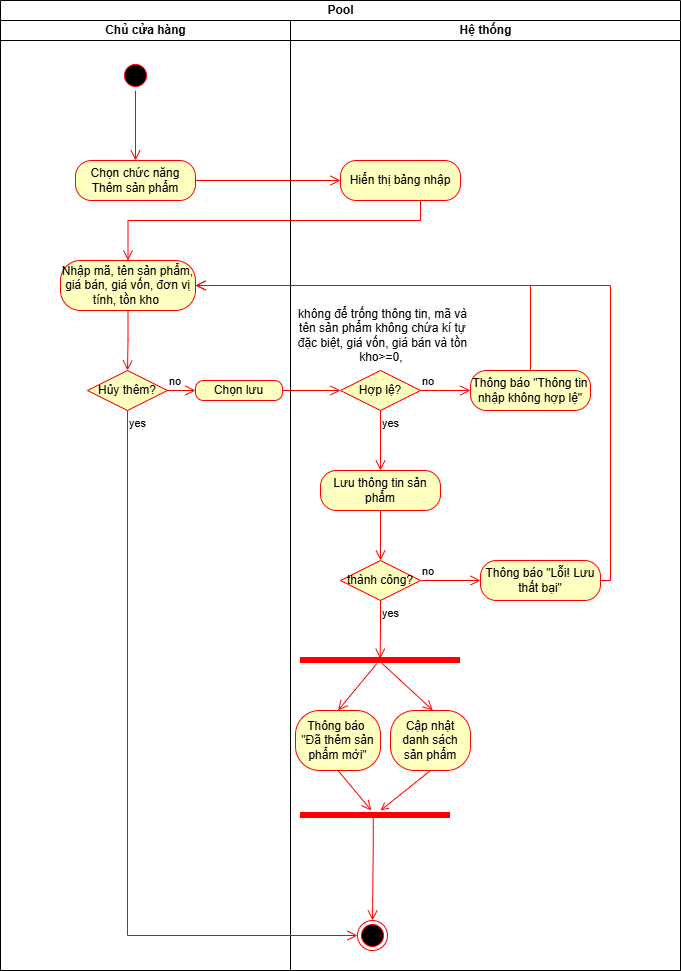 Pool
Chủ cửa hàng
Hệ thống
Chọn chức năng
Thêm sản phẩm
Hiển thị bảng nhập
Nhập mã, tên sản phẩm,
giá bán, giá vốn, đơn vị
tính, tồn kho
không để trống thông tin, mã và
tên sản phẩm không chứa kí tự
đặc biệt, giá vốn, giá bán và tồn
kho>=0,
Hủy thêm?
no
yes
Chọn lưu
Hợp lệ?
no
yes
Thông báo "Thông tin
nhập không hợp lệ"
Lưu thông tin sản
phẩm
thành công?
no
yes
Thông báo "Lỗi! Lưu
thất bại"
Thông báo
"Đã thêm sản
phẩm mới"
Cập nhật
danh sách
sản phẩm